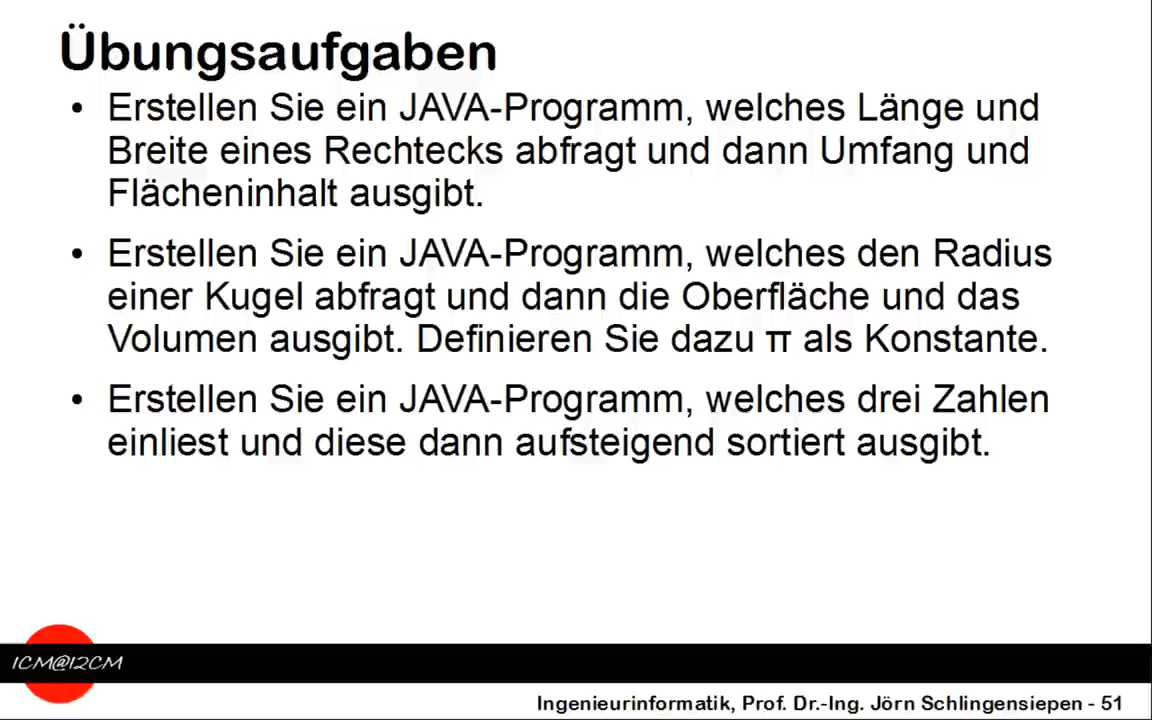 Übungsaufgaben
• Erstellen Sie ein JAVA-Programm, welches Länge und
Breite eines Rechtecks abfragt und dann Umfang und
Flächeninhalt ausgibt.
• Erstellen Sie ein JAVA-Programm, welches den Radius
einer Kugel abfragt und dann die Oberfläche und das
Volumen ausgibt. Definieren Sie dazu π als Konstante.
• Erstellen Sie ein JAVA-Programm, welches drei Zahlen
einliest und diese dann aufsteigend sortiert ausgibt.
1CM@12CM
Ingenieurinformatik, Prof. Dr.-Ing. Jörn Schlingensiepen - 51